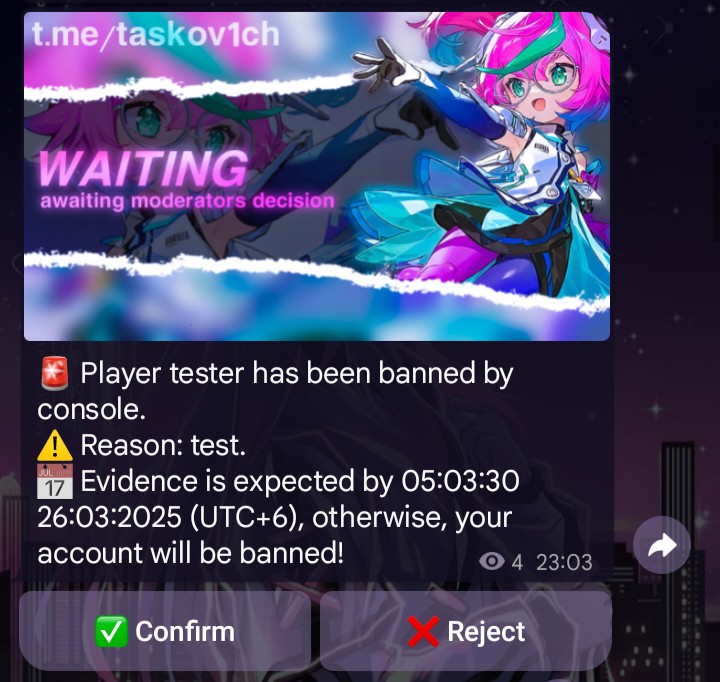 t.me/taskov1ch
WAITING
awaiting moderators decision
🚨 Player tester has been banned by
console.
⚠️ Reason: test.
📅 Evidence is expected by 05:03:30
26:03:2025 (UTC+6), otherwise, your
account will be banned!
4 23:03
✅ Confirm
❌ Reject